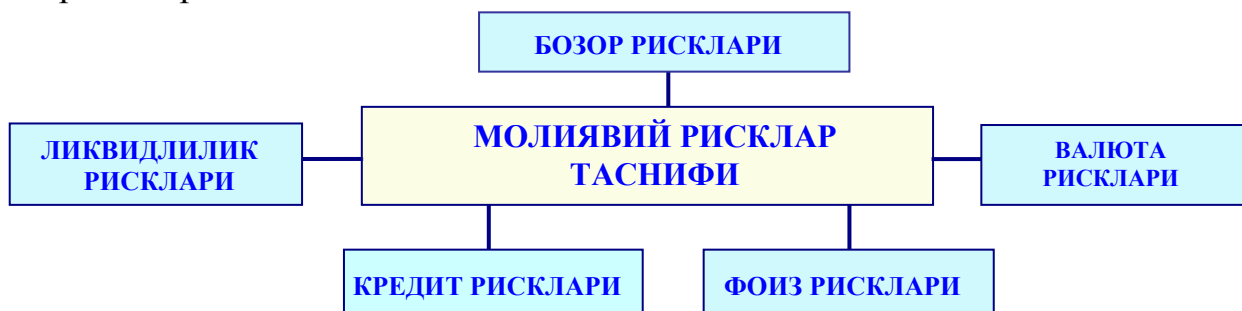 БОЗОР РИСКЛАРИ
МОЛИЯВИЙ РИСКЛАР
ТАСНИФИ
ЛИКВИДЛИЛИК
РИСКЛАРИ
ВАЛЮТА
РИСКЛАРИ
КРЕДИТ РИСКЛАРИ
ФОИЗ РИСКЛАРИ